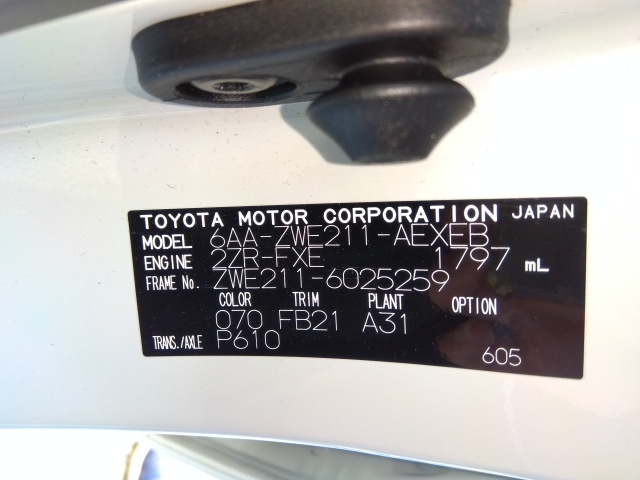 TOYOTA MOTOR CORPORATION JAPAN
MODEL 6AA-ZWE211-AEXEB
ENGINE 2ZR-FXE 1797 mL
FRAME No. ZWE211-6025259
COLOR TRIM PLANT OPTION
070 FB21 A31
TRANS./AXLE P610
605